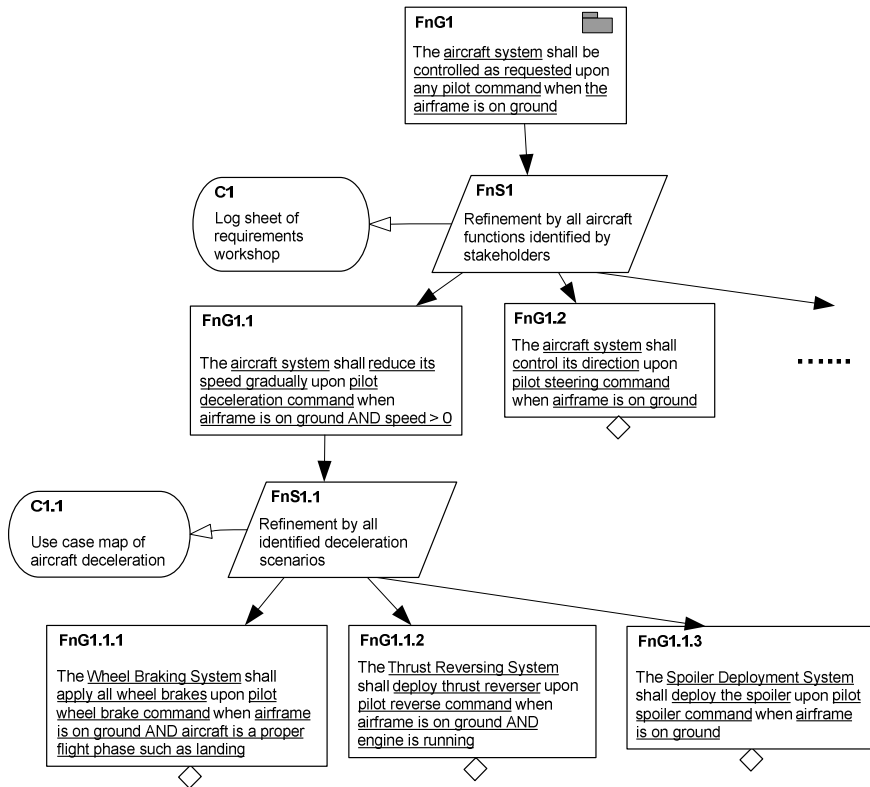 FnG1
The aircraft system shall be
controlled as requested upon
any pilot command when the
airframe is on ground
C1
Log sheet of
requirements
workshop
FnS1
Refinement by all aircraft
functions identified by
stakeholders
FnG1.1
The aircraft system shall reduce its
speed gradually upon pilot
deceleration command when
airframe is on ground AND speed > 0
FnG1.2
The aircraft system shall
control its direction upon
pilot steering command
when airframe is on ground
......
C1.1
Use case map of
aircraft deceleration
FnS1.1
Refinement by all
identified deceleration
scenarios
FnG1.1.1
The Wheel Braking System shall
apply all wheel brakes upon pilot
wheel brake command when airframe
is on ground AND aircraft is a proper
flight phase such as landing
FnG1.1.2
The Thrust Reversing System
shall deploy thrust reverser upon
pilot reverse command when
airframe is on ground AND
engine is running
FnG1.1.3
The Spoiler Deployment System
shall deploy the spoiler upon pilot
spoiler command when airframe
is on ground